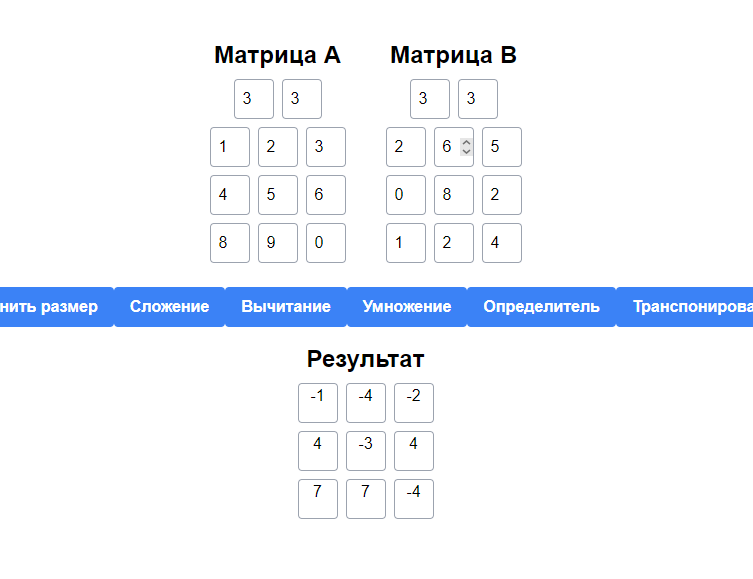 Матрица A Матрица B
3 3 3 3
1 2 3 2 6 5
4 5 6 0 8 2
8 9 0 1 2 4
нить размер Сложение Вычитание Умножение Определитель Транспонирова
Результат
-1 -4 -2
4 -3 4
7 7 -4